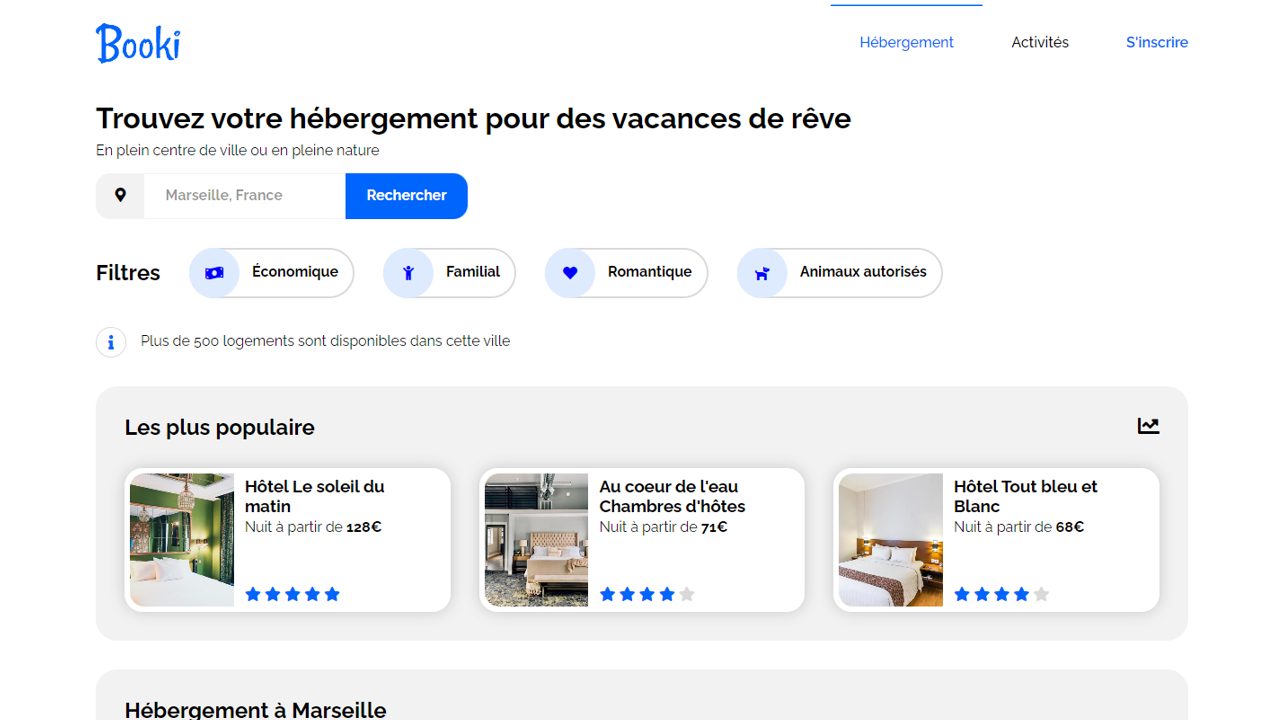 Booki
Hébergement
Activités
S'inscrire
Trouvez votre hébergement pour des vacances de rêve
En plein centre de ville ou en pleine nature
Marseille, France
Rechercher
Filtres
Économique
Familial
Romantique
Animaux autorisés
Plus de 500 logements sont disponibles dans cette ville
Les plus populaire
Hôtel Le soleil du
matin
Nuit à partir de 128€
Au coeur de l'eau
Chambres d'hôtes
Nuit à partir de 71€
Hôtel Tout bleu et
Blanc
Nuit à partir de 68€
Hébergement à Marseille